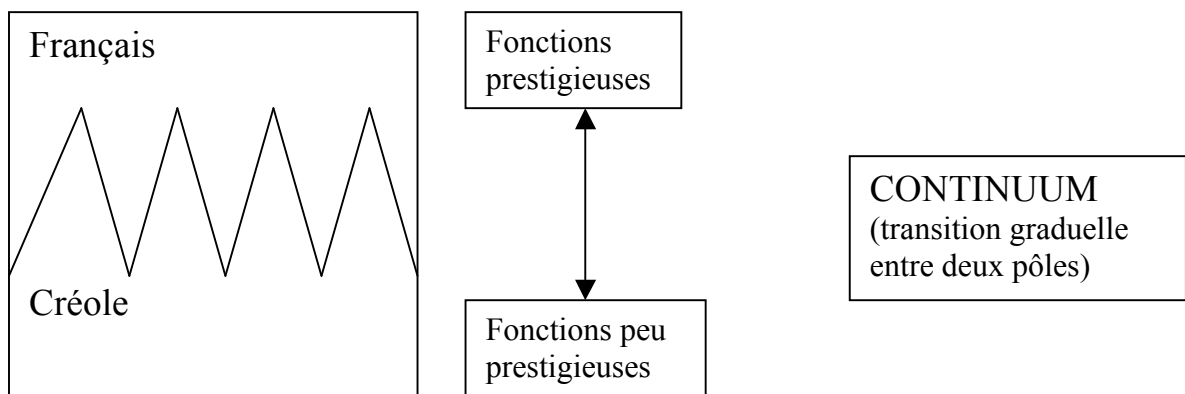 Français
Créole
Fonctions
prestigieuses
Fonctions peu
prestigieuses
CONTINUUM
(transition graduelle
entre deux pôles)